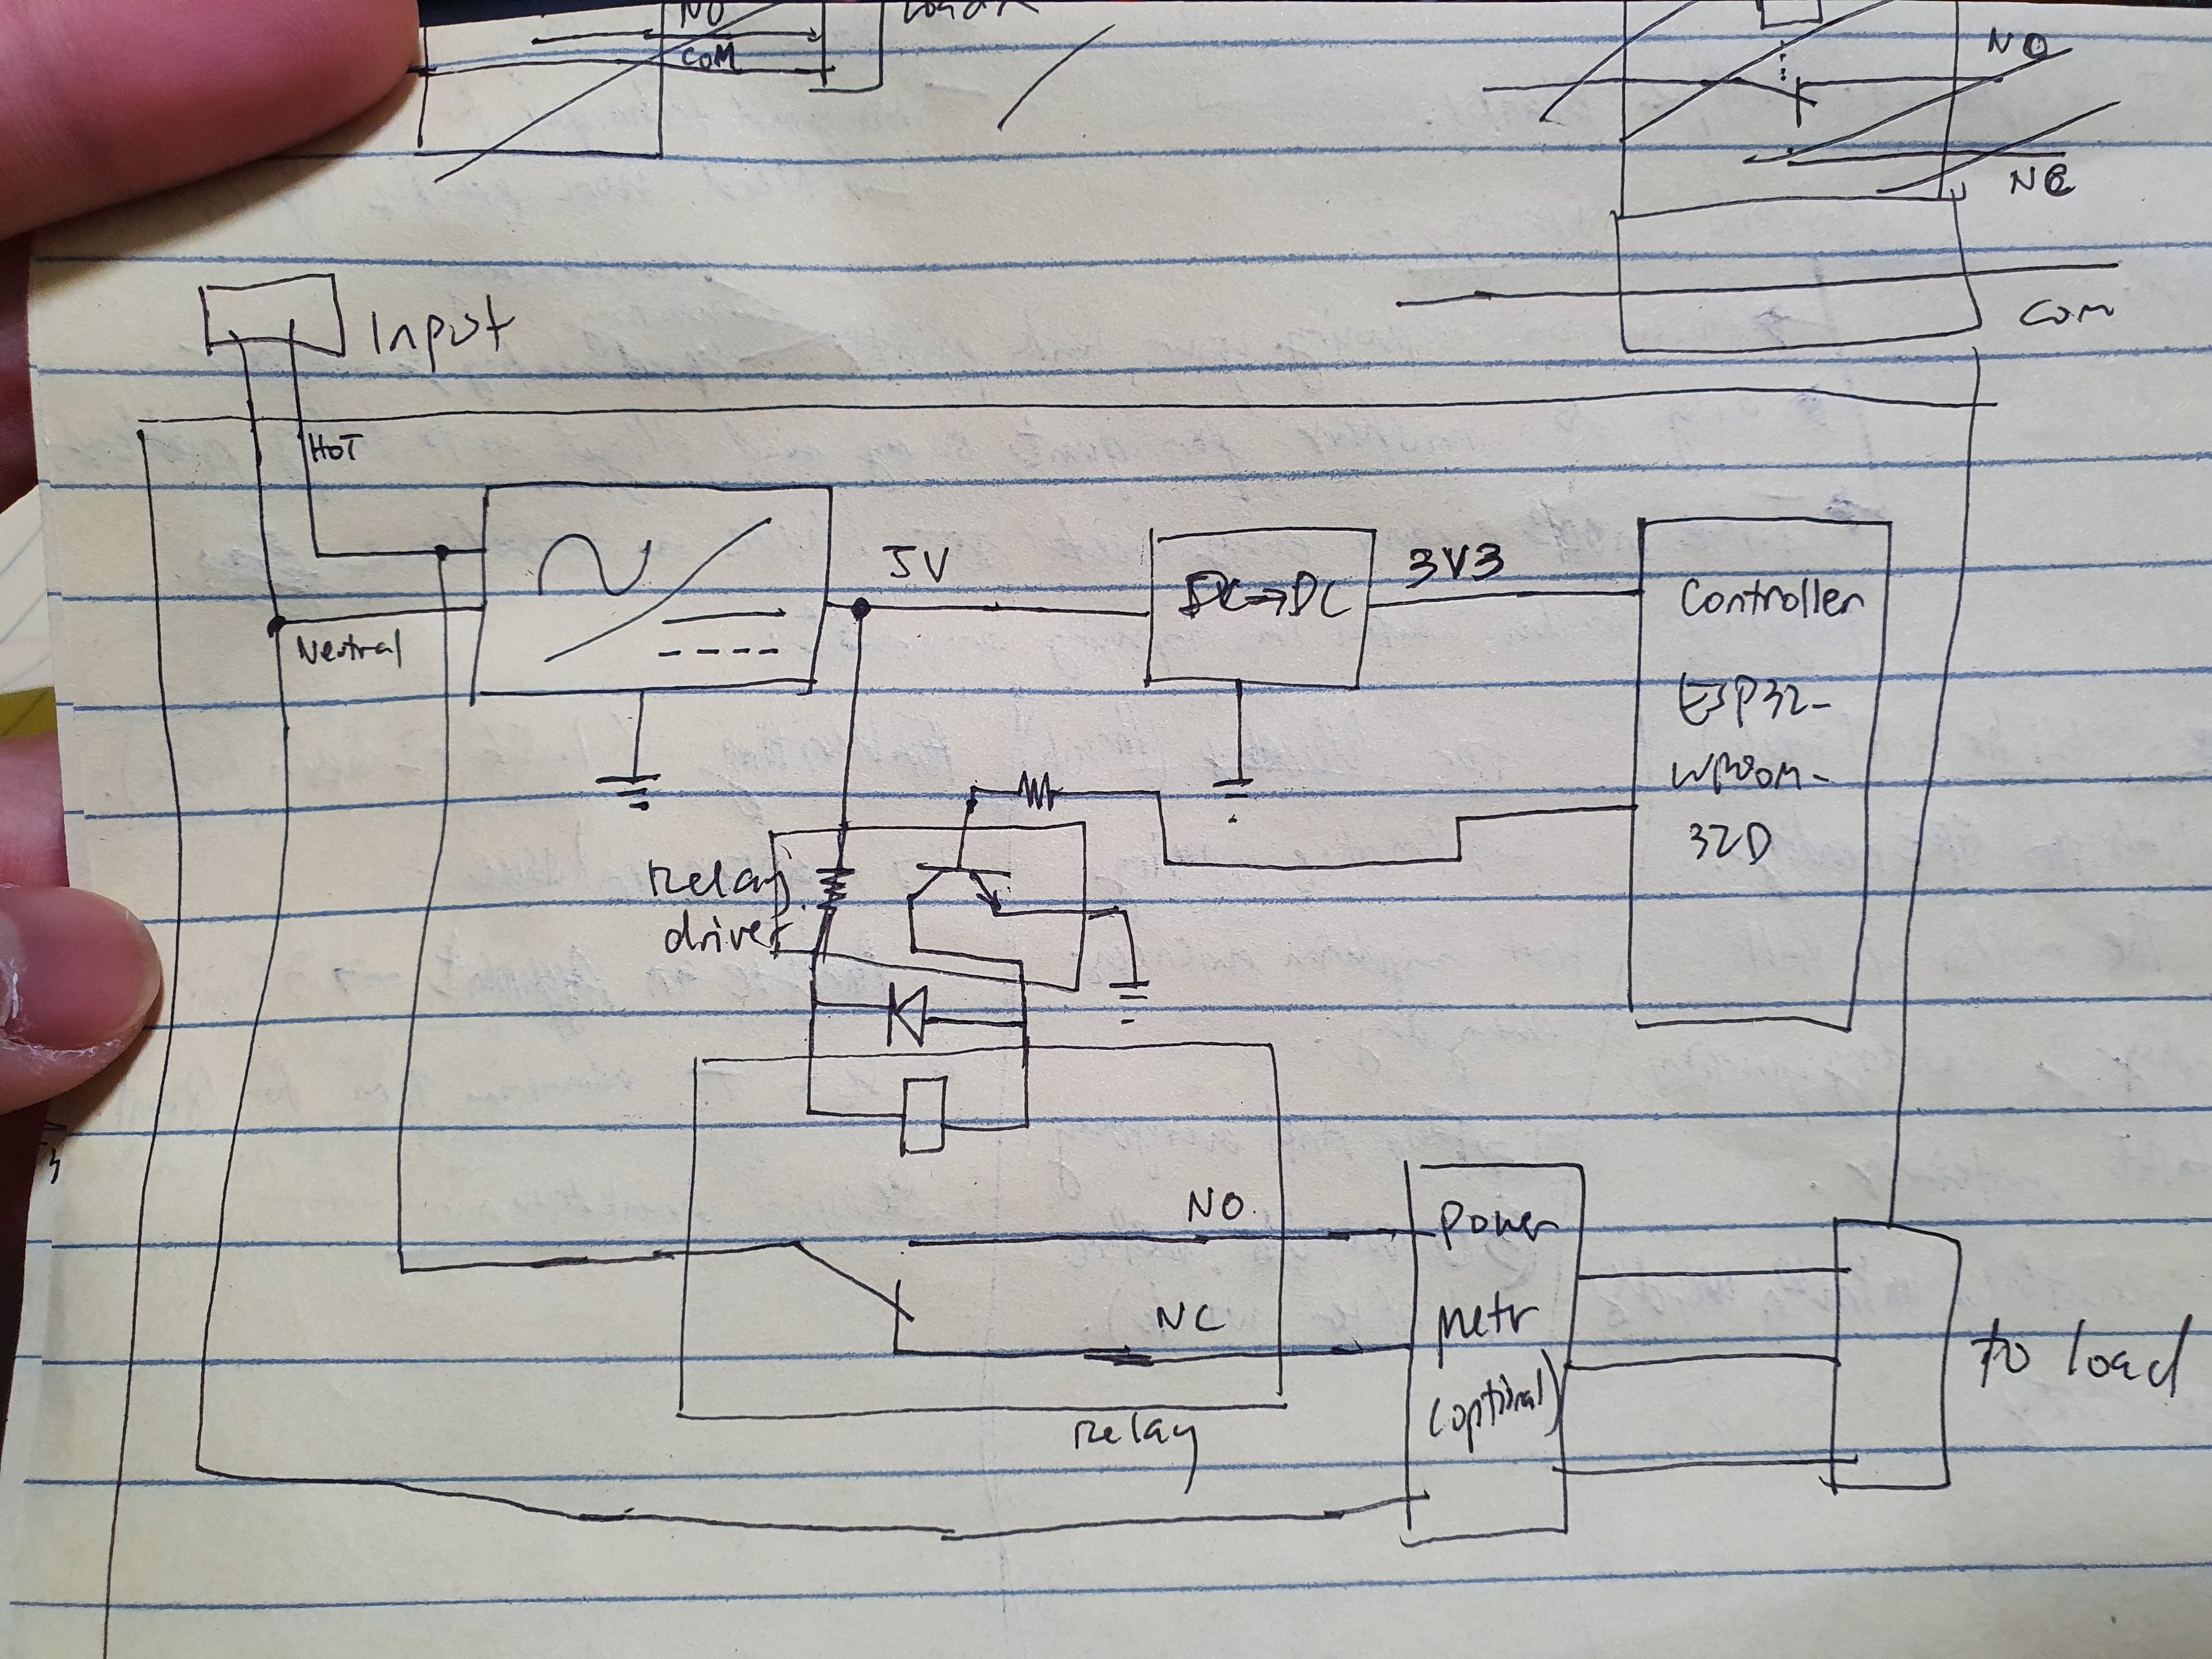 NO
COM
NO
NC
Com
Input
HOT
Neutral
5V
DC→DC
3V3
Controller
ESP32-
WROOM-
32D
Relay
driver
NO
NC
Relay
Power
Metr
(optional)
to load